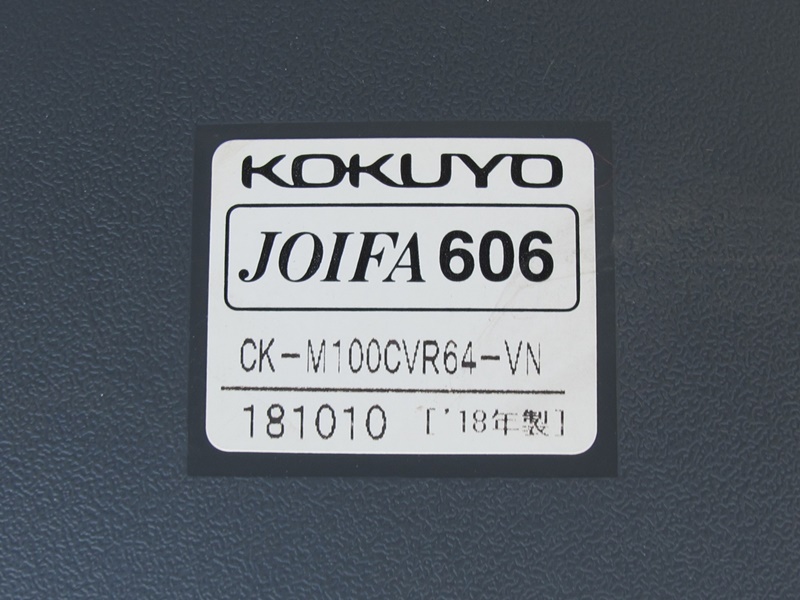 KOKUYO
JOIFA 606
CK-M100CVR64-VN
181010 ['18年製]